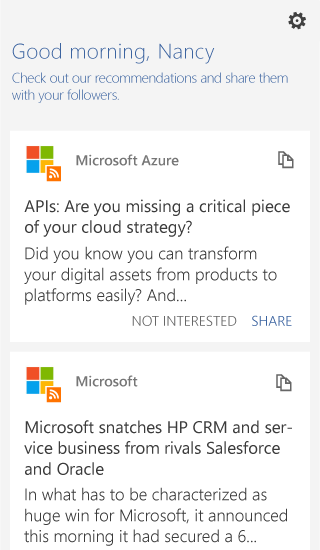 Good morning, Nancy
Check out our recommendations and share them
with your followers.
Microsoft Azure
APIs: Are you missing a critical piece
of your cloud strategy?
Did you know you can transform
your digital assets from products to
platforms easily? And...
NOT INTERESTED SHARE
Microsoft
Microsoft snatches HP CRM and ser-
vice business from rivals Salesforce
and Oracle
In what has to be characterized as
huge win for Microsoft, it announced
this morning it had secured a 6...